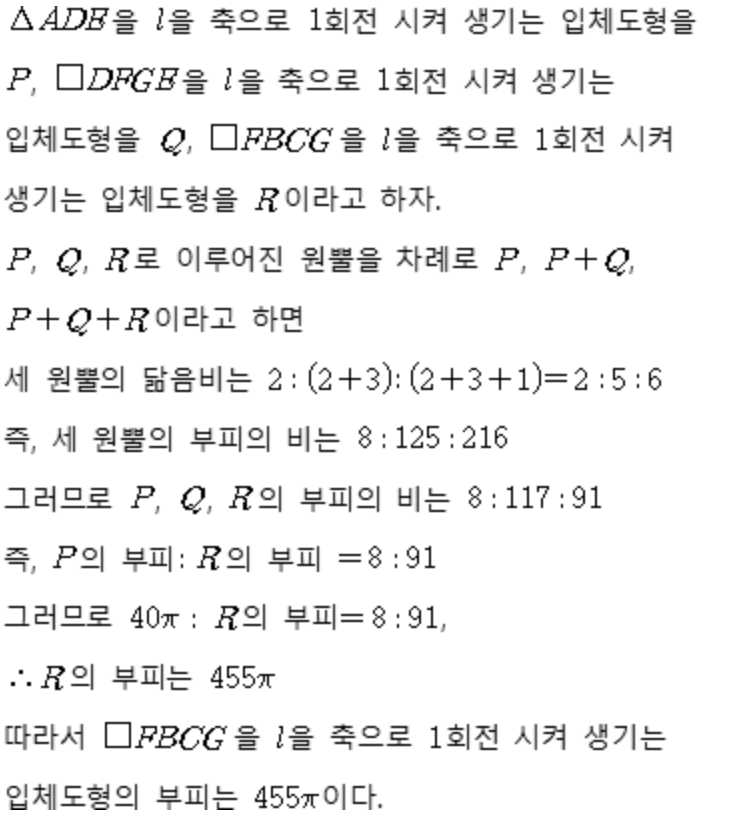 △ADE을 l을 축으로 1회전 시켜 생기는 입체도형을
P, □DFGE을 l을 축으로 1회전 시켜 생기는
입체도형을 Q, □FBCG을 l을 축으로 1회전 시켜
생기는 입체도형을 R이라고 하자.
P, Q, R로 이루어진 원뿔을 차례로 P, P+Q,
P+Q+R이라고 하면
세 원뿔의 닮음비는 2:(2+3):(2+3+1)=2:5:6
즉, 세 원뿔의 부피의 비는 8:125:216
그러므로 P, Q, R의 부피의 비는 8:117:91
즉, P의 부피: R의 부피 =8:91
그러므로 40π : R의 부피=8:91,
∴R의 부피는 455π
따라서 □FBCG을 l을 축으로 1회전 시켜 생기는
입체도형의 부피는 455π이다.